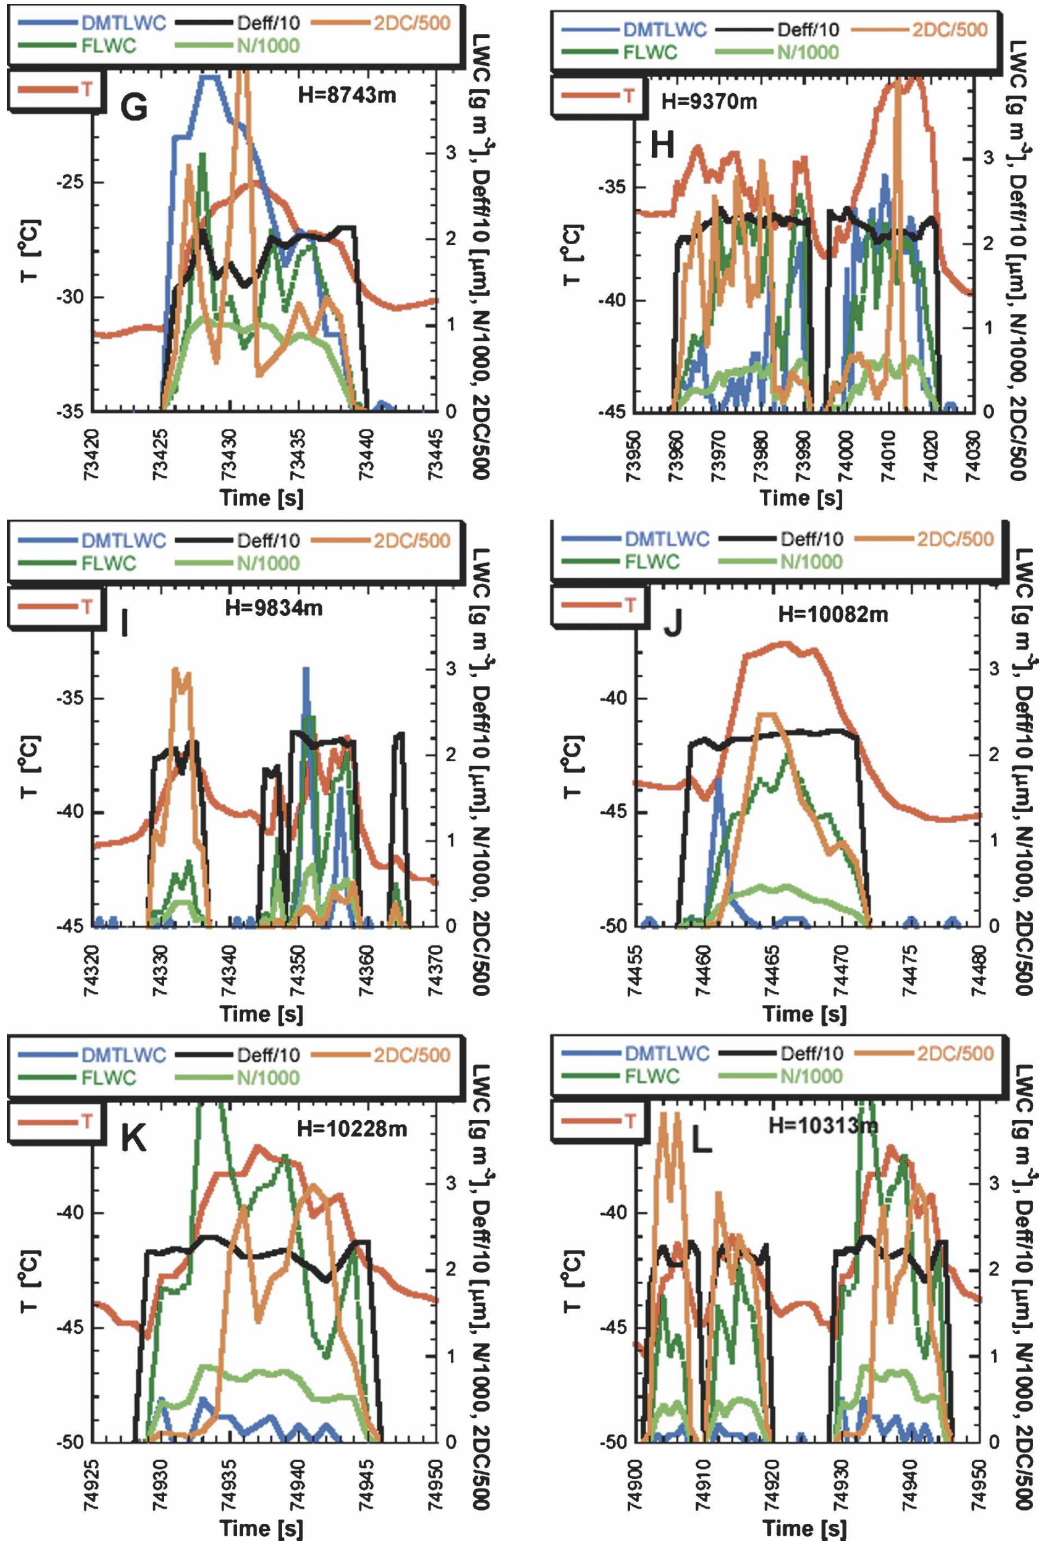 DMTLWC Deff/10 2DC/500
FLWC N/1000
T
G
H=8743m
-25
-30
-35
3
2
1
0
T [°C]
73420 73425 73430 73435 73440 73445
Time [s]
LWC [g m-3], Deff/10 [µm], N/1000, 2DC/500
DMTLWC Deff/10 2DC/500
FLWC N/1000
T
H=9370m
H
-35
-40
-45
3
2
1
0
T [°C]
73950 73960 73970 73980 73990 74000 74010 74020 74030
Time [s]
LWC [g m-3], Deff/10 [µm], N/1000, 2DC/500
DMTLWC Deff/10 2DC/500
FLWC N/1000
T
I
H=9834m
-35
-40
-45
3
2
1
0
T [°C]
74320 74330 74340 74350 74360 74370
Time [s]
LWC [g m-3], Deff/10 [µm], N/1000, 2DC/500
DMTLWC Deff/10 2DC/500
FLWC N/1000
T
J
H=10082m
-40
-45
-50
3
2
1
0
T [°C]
74455 74460 74465 74470 74475 74480
Time [s]
LWC [g m-3], Deff/10 [µm], N/1000, 2DC/500
DMTLWC Deff/10 2DC/500
FLWC N/1000
T
K
H=10228m
-40
-45
-50
3
2
1
0
T [°C]
74925 74930 74935 74940 74945 74950
Time [s]
LWC [g m-3], Deff/10 [µm], N/1000, 2DC/500
DMTLWC Deff/10 2DC/500
FLWC N/1000
T
L
H=10313m
-40
-45
-50
3
2
1
0
T [°C]
74900 74910 74920 74930 74940 74950
Time [s]
LWC [g m-3], Deff/10 [µm], N/1000, 2DC/500